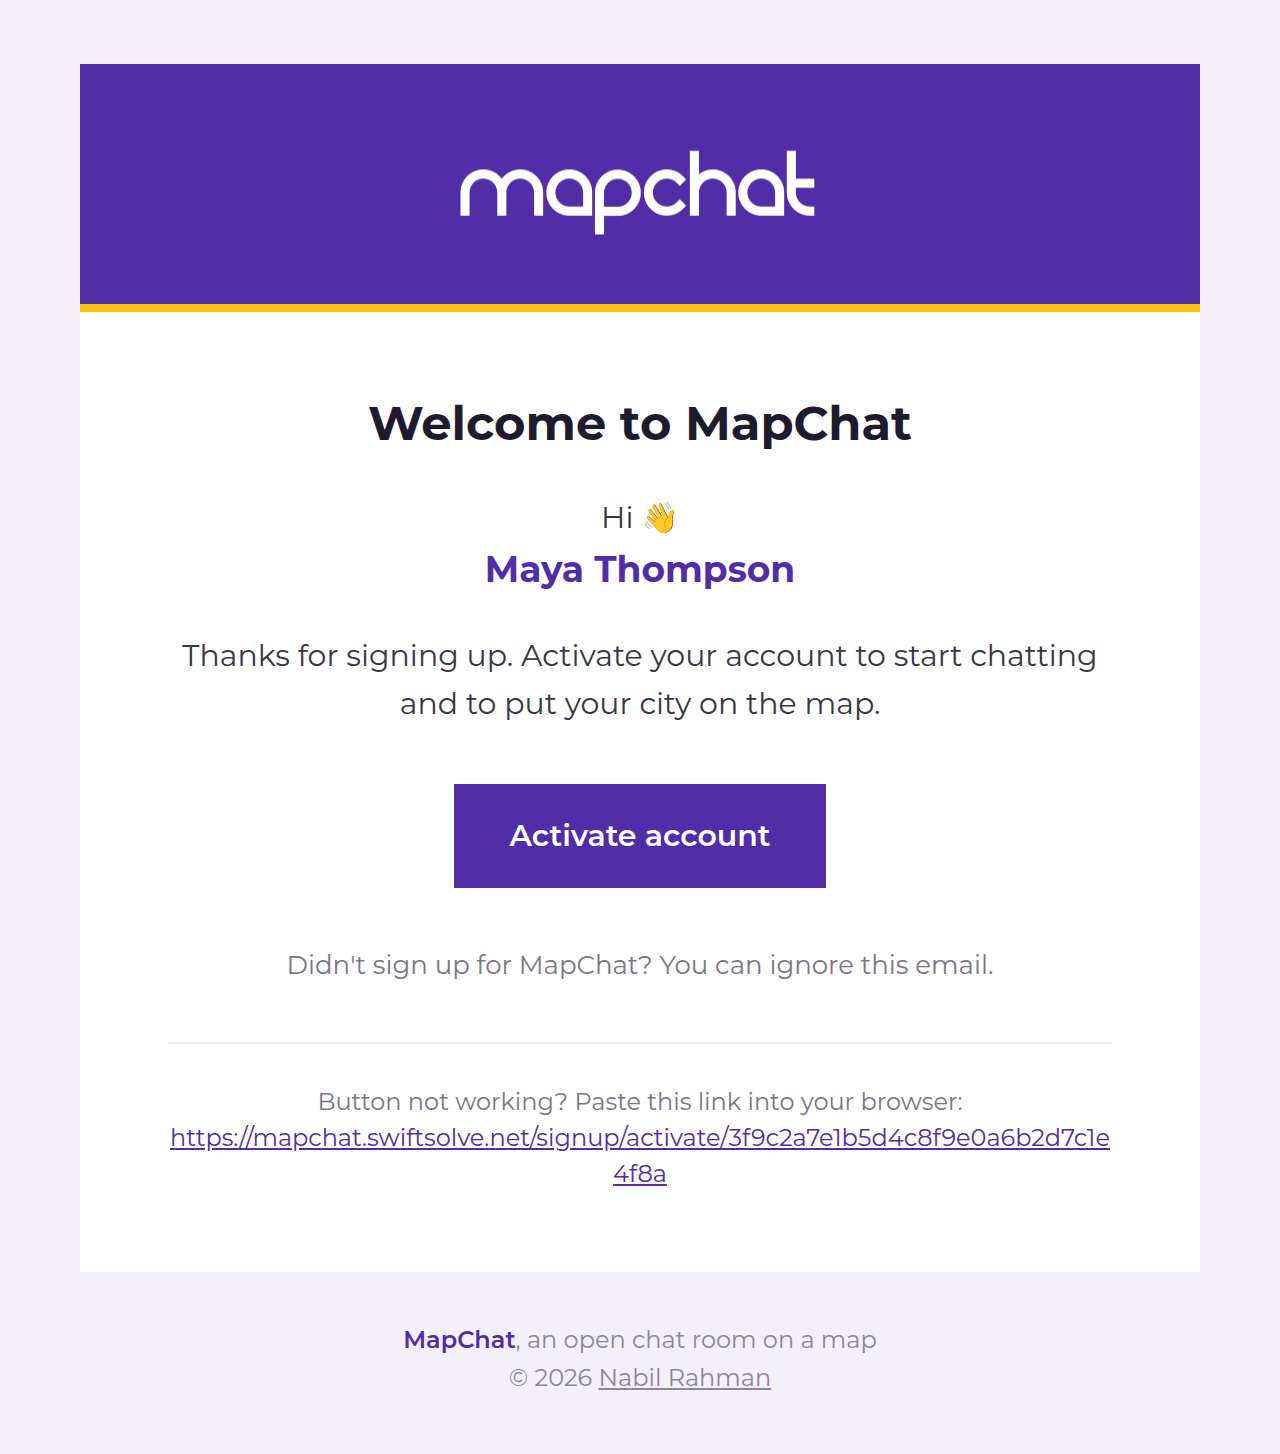 mapchat
Welcome to MapChat
Hi 👋
Maya Thompson
Thanks for signing up. Activate your account to start chatting
and to put your city on the map.
Activate account
Didn't sign up for MapChat? You can ignore this email.
Button not working? Paste this link into your browser:
https://mapchat.swiftsolve.net/signup/activate/3f9c2a7e1b5d4c8f9e0a6b2d7c1e
4f8a
MapChat, an open chat room on a map
© 2026 Nabil Rahman